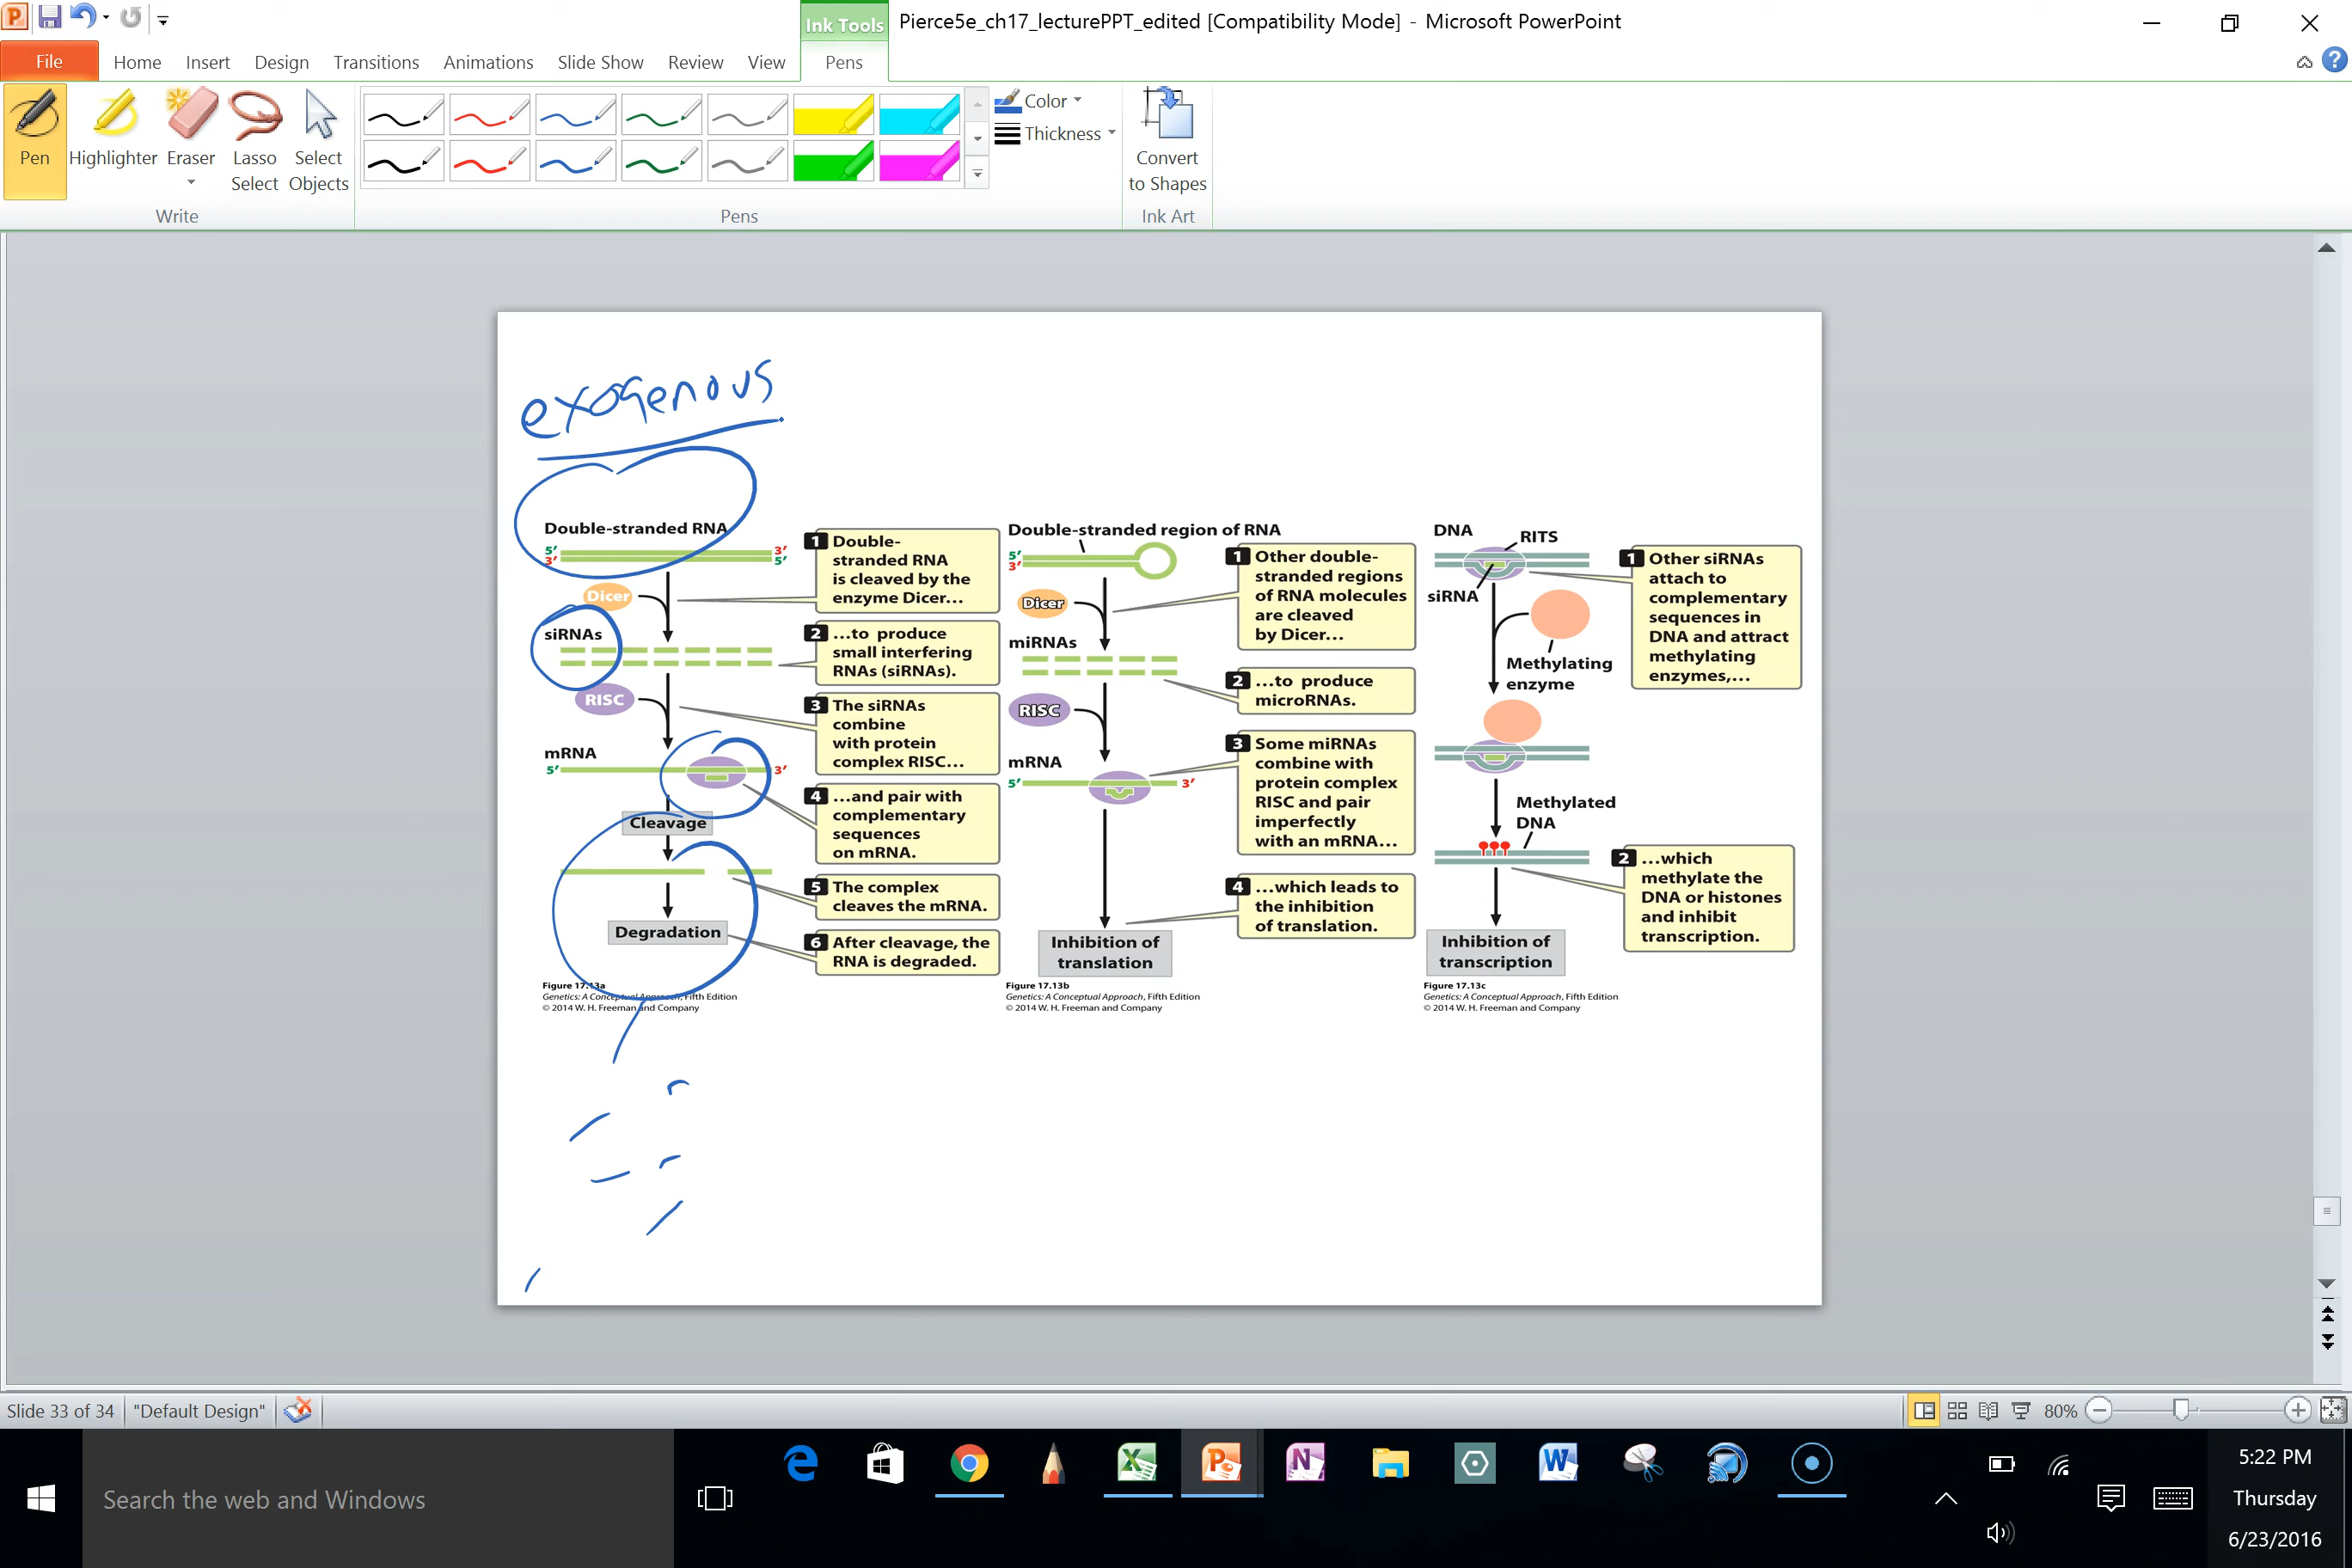 Ink Tools
Pierce5e_ch17_lecturePPT_edited [Compatibility Mode] - Microsoft PowerPoint
File Home Insert Design Transitions Animations Slide Show Review View Pens
Pen Highlighter Eraser Lasso Select Select Objects
Color
Thickness
Convert to Shapes
Write Pens Ink Art
exogenous
Double-stranded RNA
5′ 3′
3′ 5′
Dicer
siRNAs
RISC
mRNA
5′ 3′
Cleavage
Degradation
1 Double-
stranded RNA
is cleaved by the
enzyme Dicer...
2 ...to produce
small interfering
RNAs (siRNAs).
3 The siRNAs
combine
with protein
complex RISC...
4 ...and pair with
complementary
sequences
on mRNA.
5 The complex
cleaves the mRNA.
6 After cleavage, the
RNA is degraded.
Figure 17.13a
Genetics: A Conceptual Approach, Fifth Edition
© 2014 W. H. Freeman and Company
Double-stranded region of RNA
5′
3′
Dicer
miRNAs
RISC
mRNA
5′ 3′
Inhibition of
translation
1 Other double-
stranded regions
of RNA molecules
are cleaved
by Dicer...
2 ...to produce
microRNAs.
3 Some miRNAs
combine with
protein complex
RISC and pair
imperfectly
with an mRNA...
4 ...which leads to
the inhibition
of translation.
Figure 17.13b
Genetics: A Conceptual Approach, Fifth Edition
© 2014 W. H. Freeman and Company
DNA
RITS
siRNA
Methylating
enzyme
Methylated
DNA
Inhibition of
transcription
1 Other siRNAs
attach to
complementary
sequences in
DNA and attract
methylating
enzymes,...
2 ...which
methylate the
DNA or histones
and inhibit
transcription.
Figure 17.13c
Genetics: A Conceptual Approach, Fifth Edition
© 2014 W. H. Freeman and Company
Slide 33 of 34 "Default Design" 80%
Search the web and Windows
5:22 PM
Thursday
6/23/2016